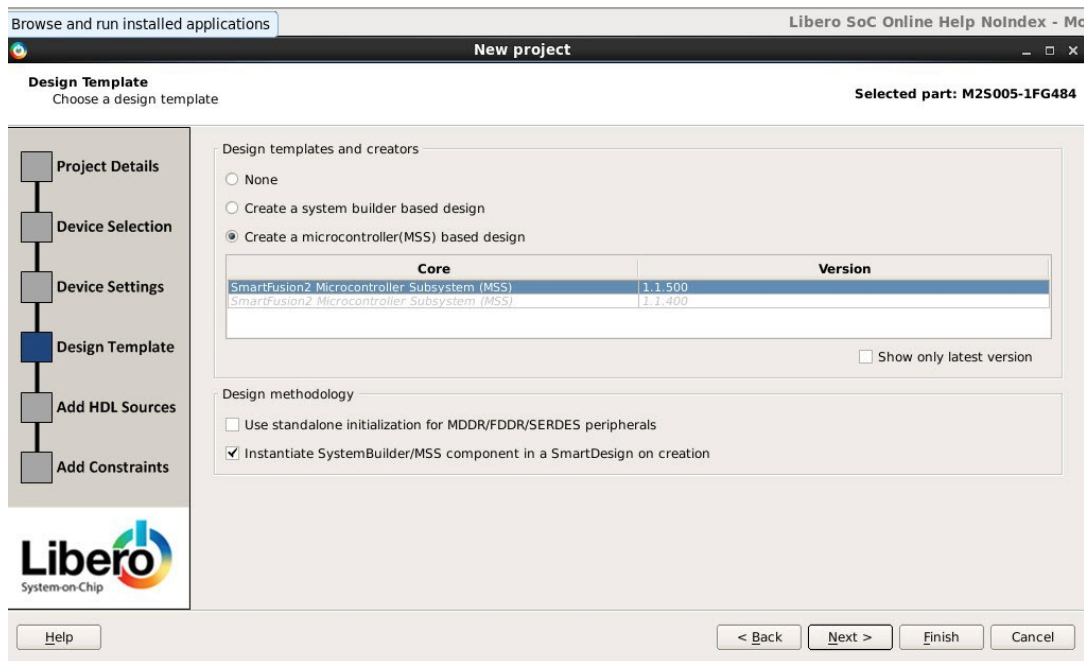 Browse and run installed applications
Libero SoC Online Help NoIndex - Mo
New project
Design Template
Choose a design template
Selected part: M2S005-1FG484
Project Details
Device Selection
Device Settings
Design Template
Add HDL Sources
Add Constraints
Libero
System-on-Chip
Design templates and creators
None
Create a system builder based design
Create a microcontroller(MSS) based design
Core Version
SmartFusion2 Microcontroller Subsystem (MSS) 1.1.500
SmartFusion2 Microcontroller Subsystem (MSS) 1.1.400
Show only latest version
Design methodology
Use standalone initialization for MDDR/FDDR/SERDES peripherals
Instantiate SystemBuilder/MSS component in a SmartDesign on creation
Help
< Back
Next >
Finish
Cancel